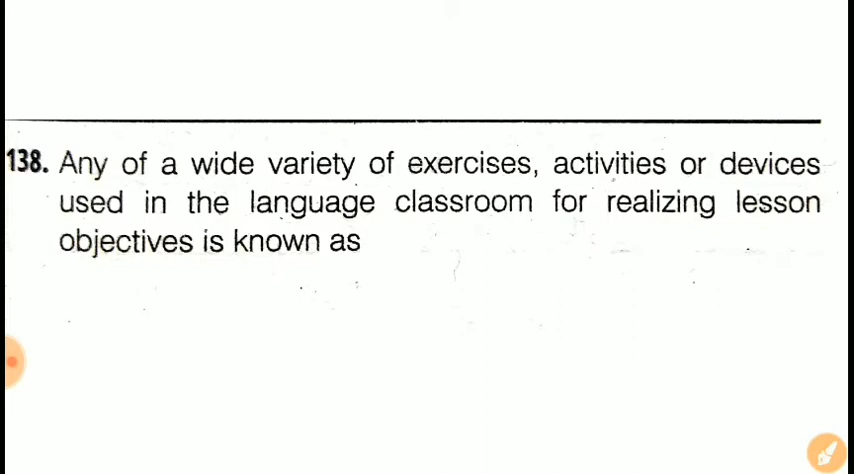 138. Any of a wide variety of exercises, activities or devices
used in the language classroom for realizing lesson
objectives is known as